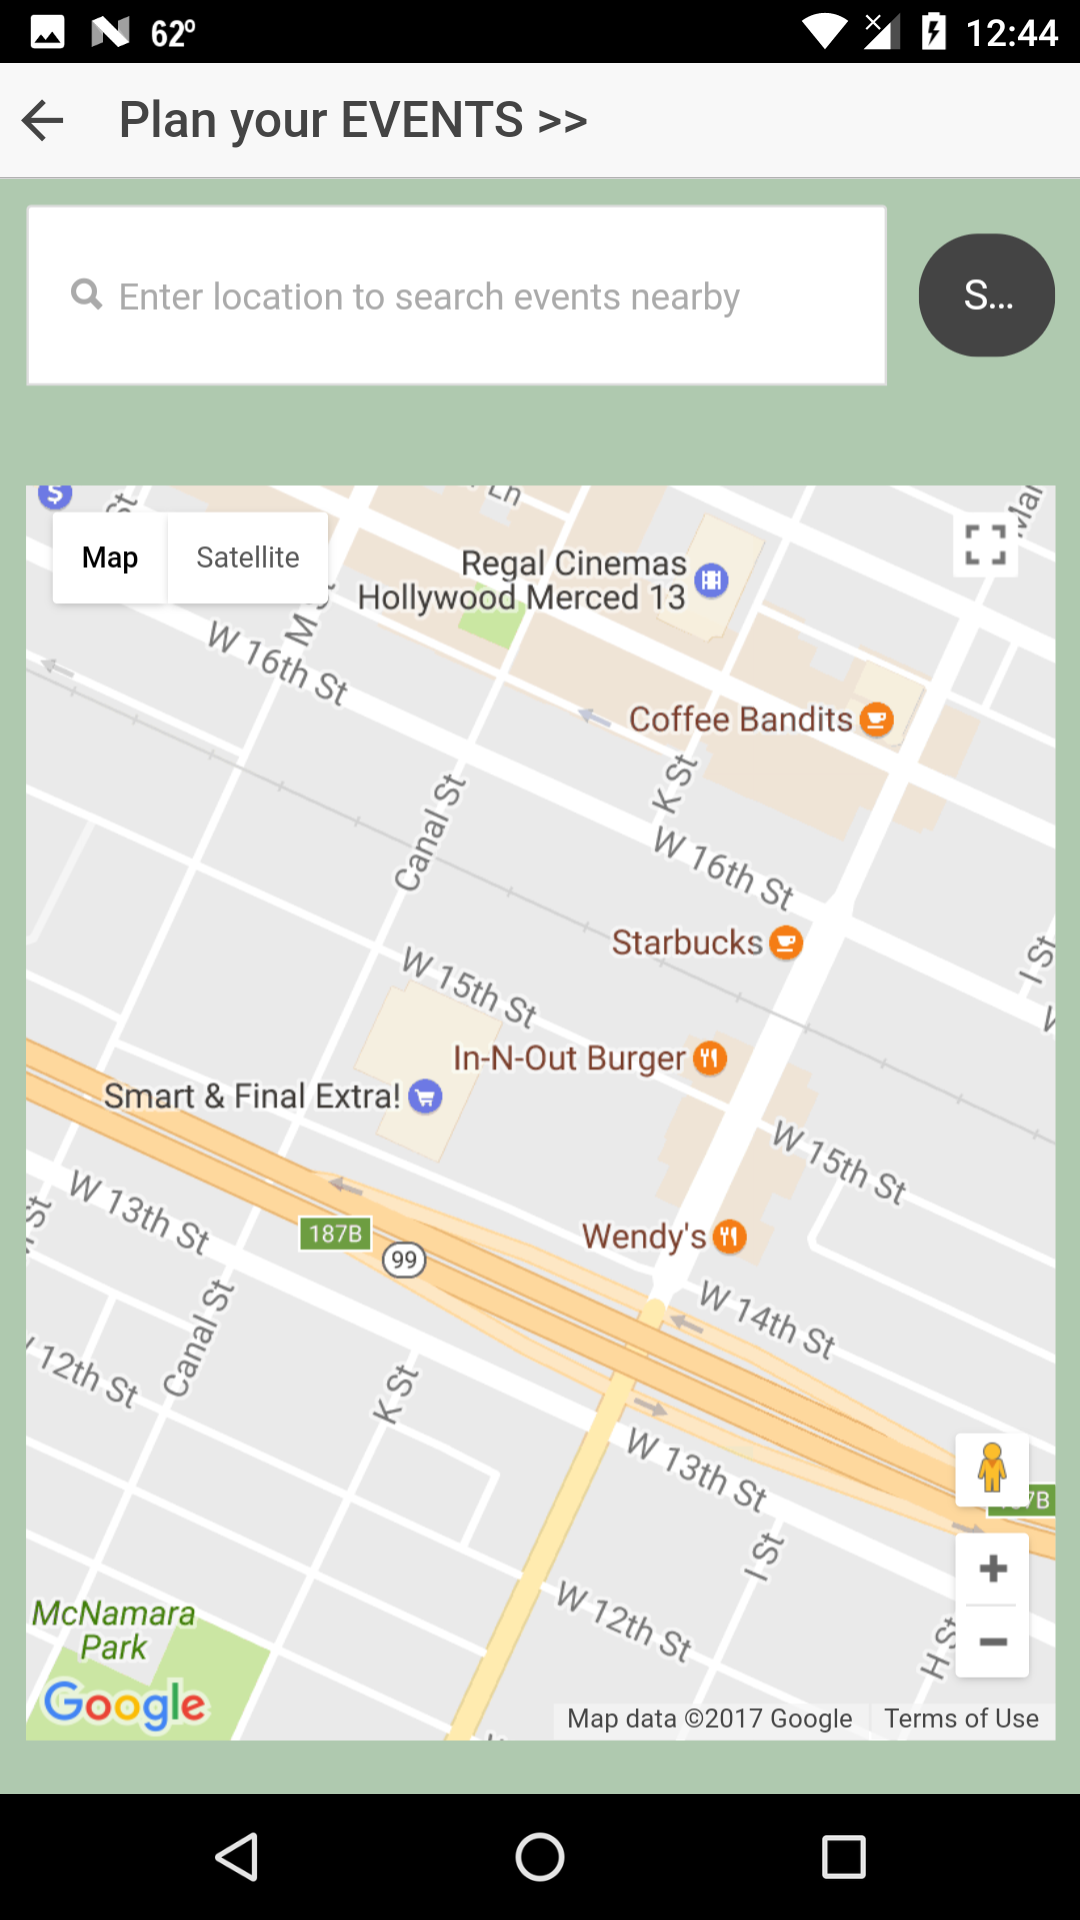 62°
12:44
Plan your EVENTS >>
Enter location to search events nearby
S...
Map
Satellite
St
Ln
Regal Cinemas
Hollywood Merced 13
M
W 16th St
Coffee Bandits
K St
Canal St
W 16th St
Starbucks
I St
W 15th St
In-N-Out Burger
Smart & Final Extra!
W 15th St
W 13th St
187B
99
Wendy's
W 14th St
Canal St
12th St
K St
W 13th St
I St
W 12th St
H St
McNamara
Park
Google
Map data ©2017 Google
Terms of Use